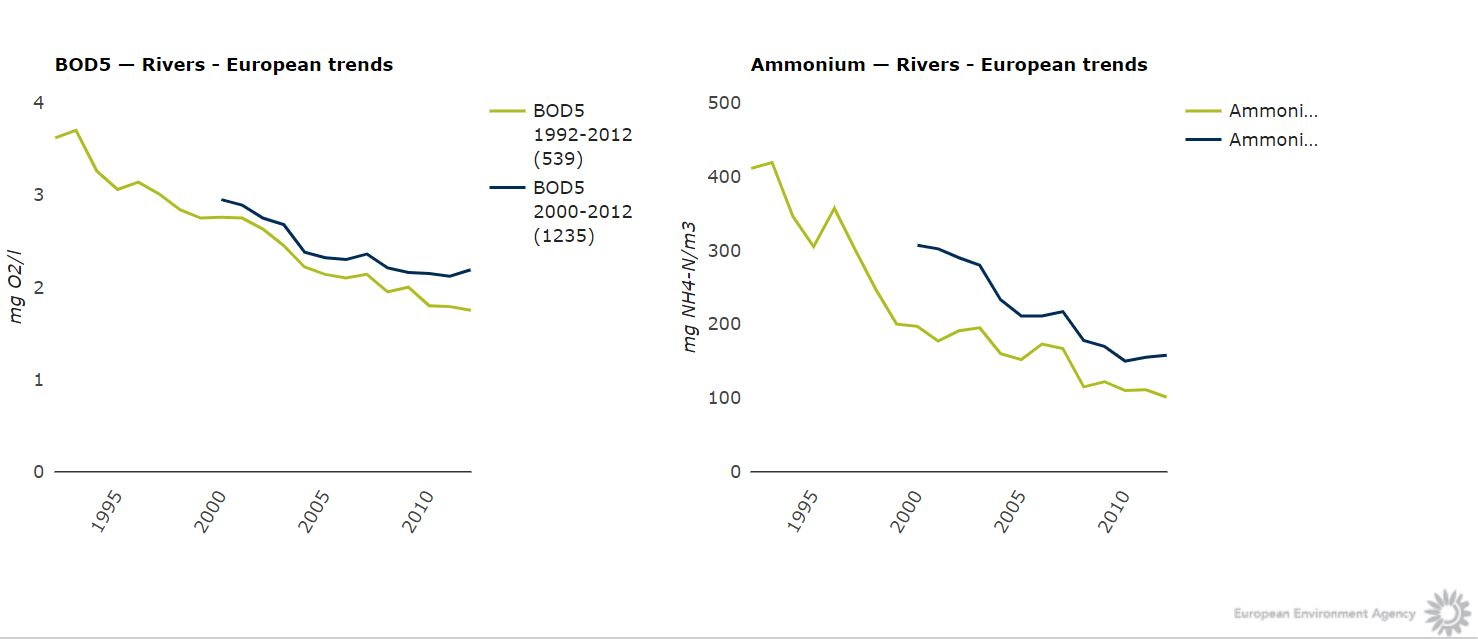 BOD5 — Rivers - European trends
4
3
2
1
0
mg O2/l
1995
2000
2005
2010
BOD5
1992-2012
(539)
BOD5
2000-2012
(1235)
Ammonium — Rivers - European trends
500
400
300
200
100
0
mg NH4-N/m3
1995
2000
2005
2010
Ammoni...
Ammoni...
European Environment Agency